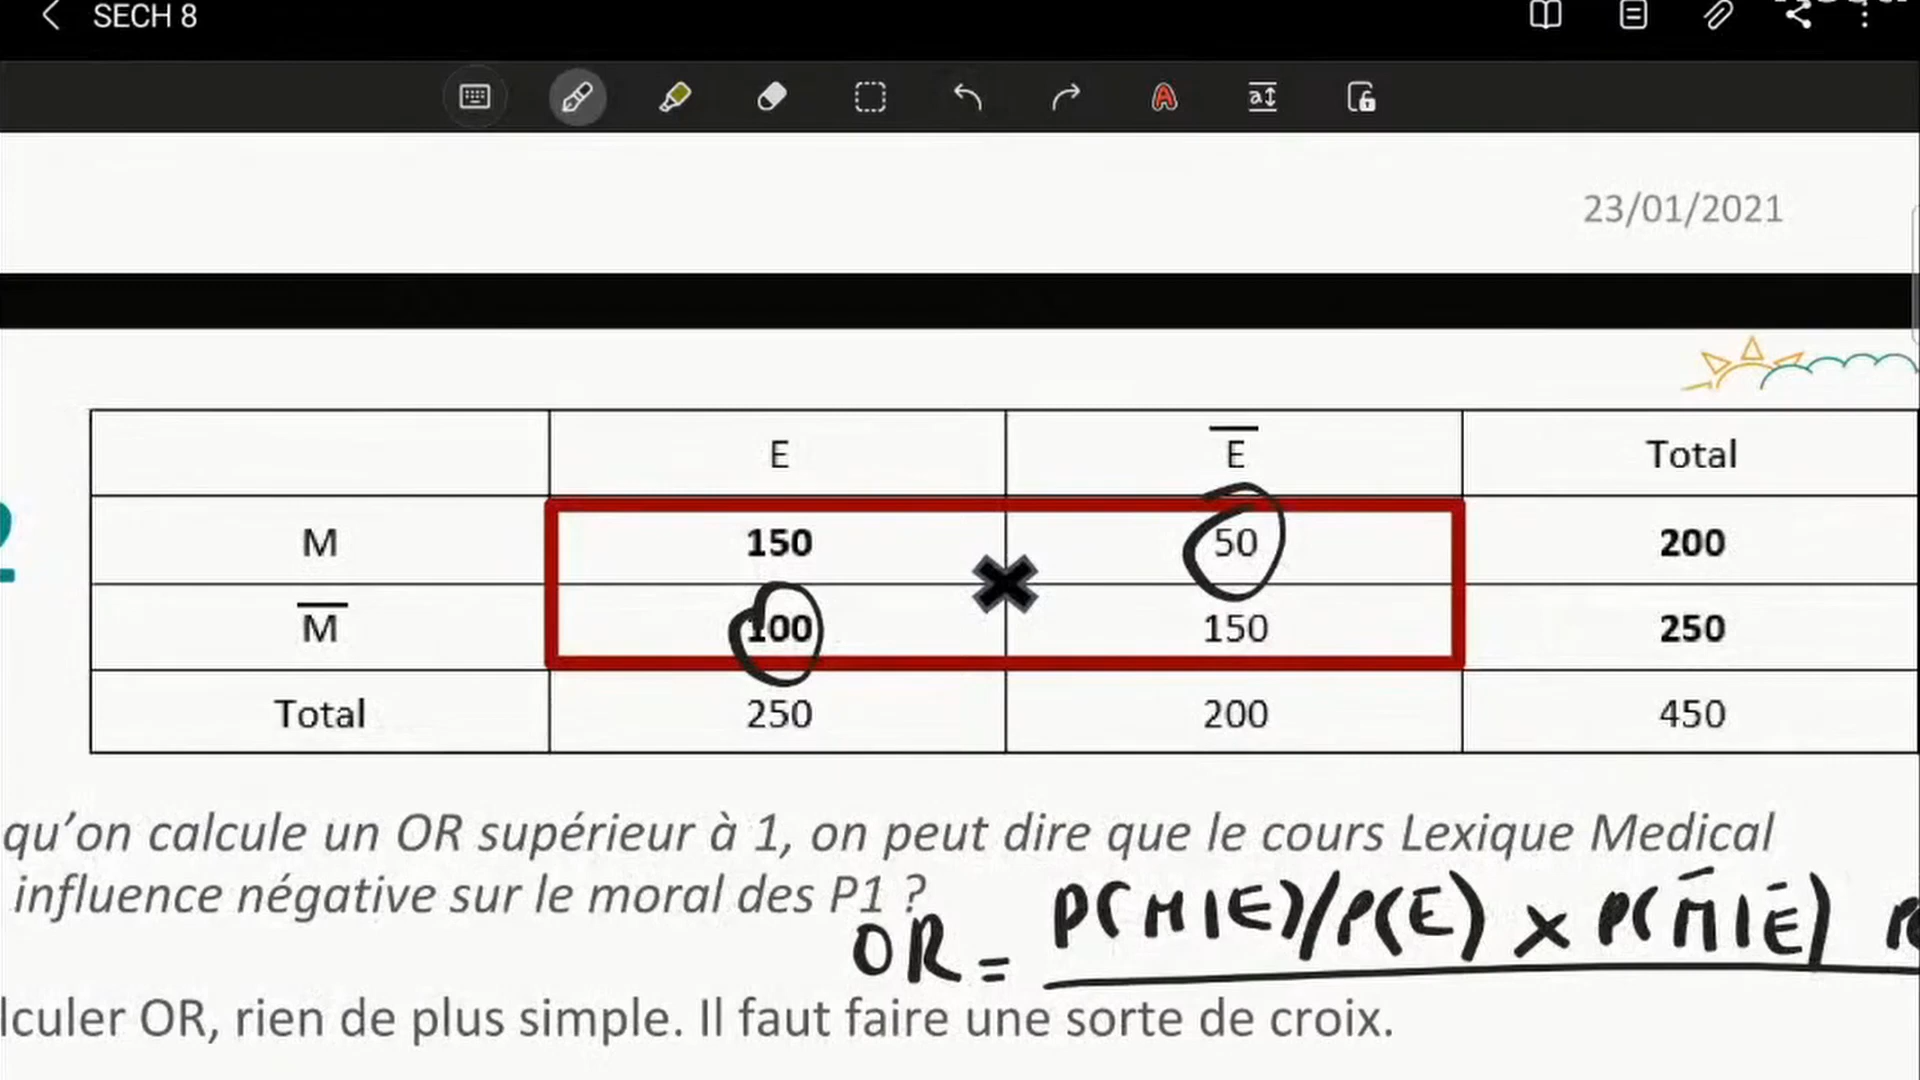 SECH 8
23/01/2021
E E̅ Total
M 150 50 200
M̅ 100 150 250
Total 250 200 450
qu’on calcule un OR supérieur à 1, on peut dire que le cours Lexique Medical
influence négative sur le moral des P1 ?
OR = P(M|E)/P(E) x P(M̅|E̅)
lculer OR, rien de plus simple. Il faut faire une sorte de croix.